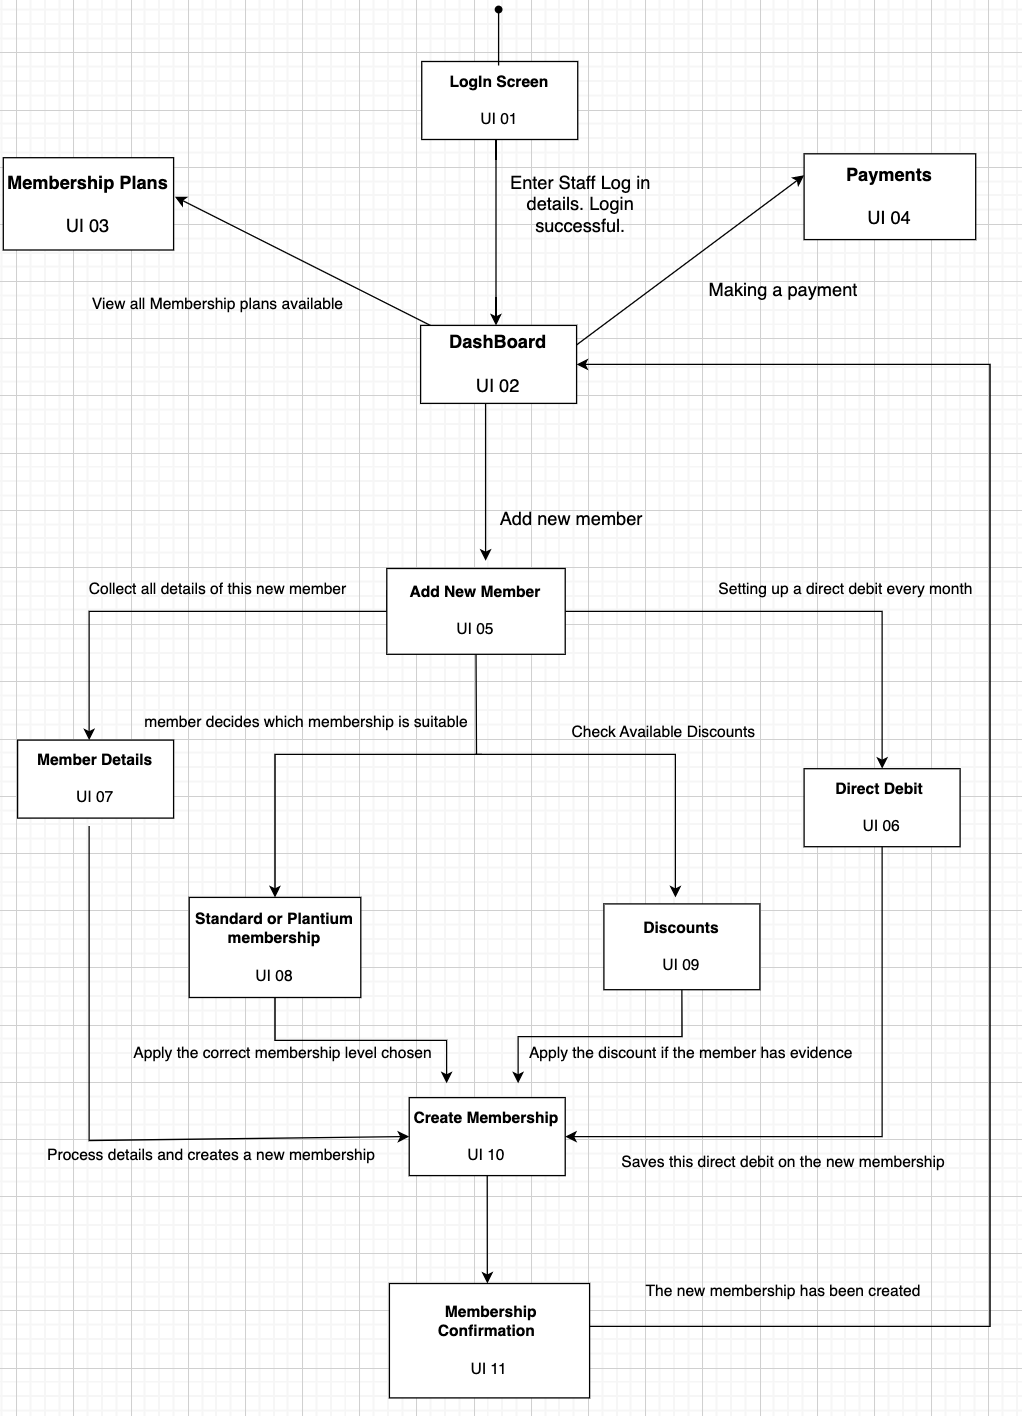 LogIn Screen
UI 01
Enter Staff Log in
details. Login
successful.
Membership Plans
UI 03
Payments
UI 04
View all Membership plans available
Making a payment
DashBoard
UI 02
Add new member
Collect all details of this new member
Add New Member
UI 05
Setting up a direct debit every month
member decides which membership is suitable
Check Available Discounts
Member Details
UI 07
Direct Debit
UI 06
Standard or Plantium
membership
UI 08
Discounts
UI 09
Apply the correct membership level chosen
Apply the discount if the member has evidence
Create Membership
UI 10
Process details and creates a new membership
Saves this direct debit on the new membership
The new membership has been created
Membership
Confirmation
UI 11